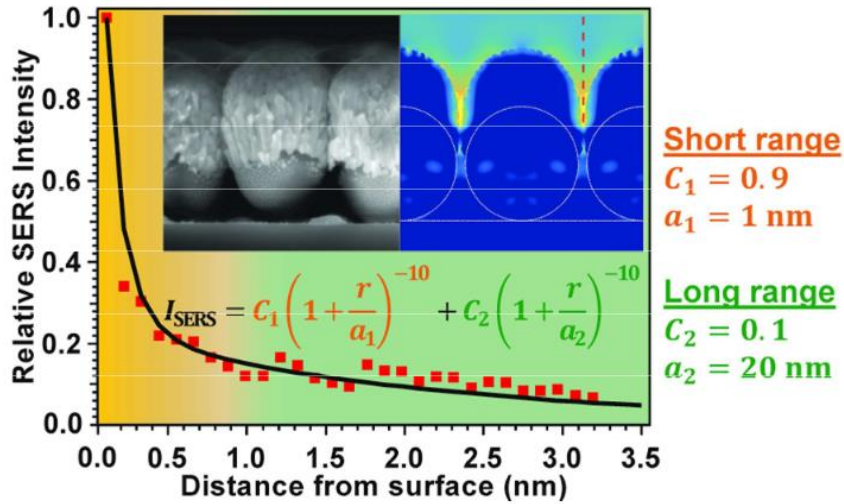 Relative SERS Intensity
1.0
0.8
0.6
0.4
0.2
0.0
I_SERS = C₁(1 + r/a₁)⁻¹⁰ + C₂(1 + r/a₂)⁻¹⁰
0.0 0.5 1.0 1.5 2.0 2.5 3.0 3.5
Distance from surface (nm)
Short range
C₁ = 0.9
a₁ = 1 nm
Long range
C₂ = 0.1
a₂ = 20 nm